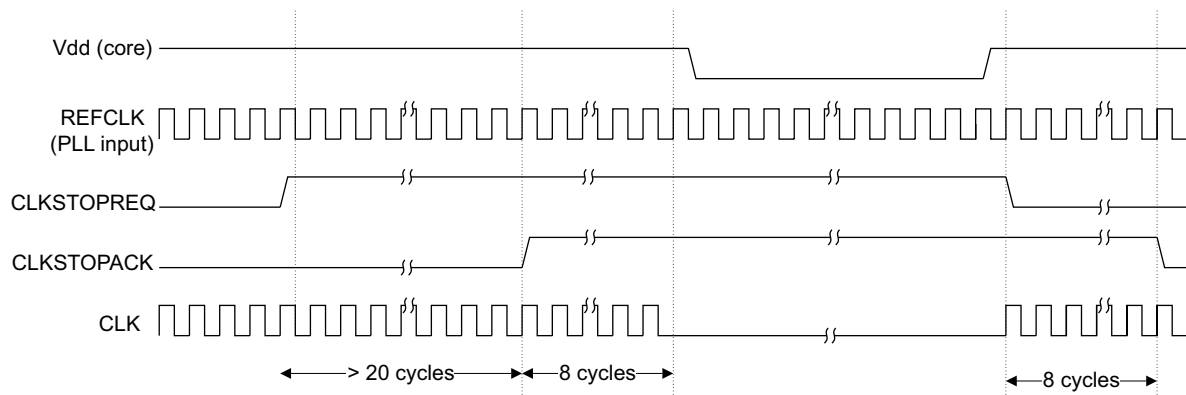 Vdd (core)
REFCLK
(PLL input)
CLKSTOPREQ
CLKSTOPACK
CLK
> 20 cycles
8 cycles
8 cycles